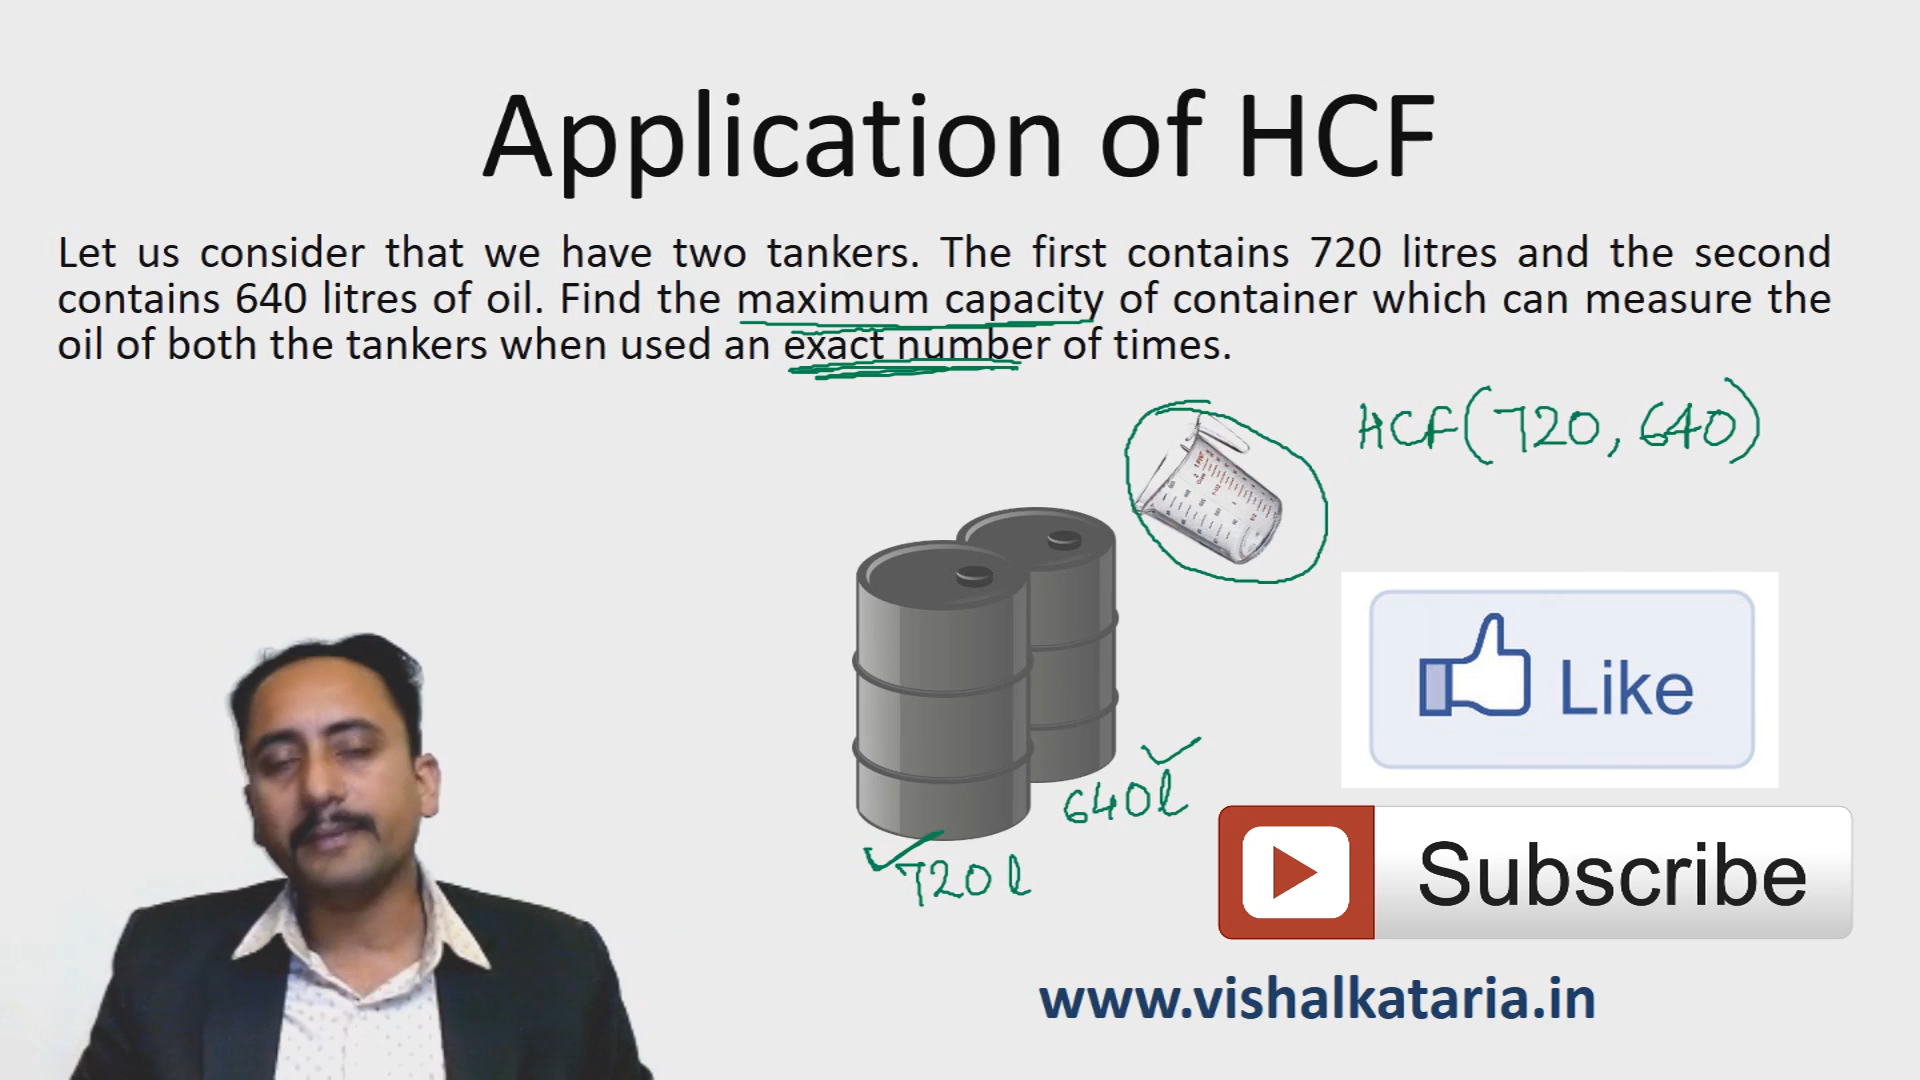 Application of HCF
Let us consider that we have two tankers. The first contains 720 litres and the second
contains 640 litres of oil. Find the maximum capacity of container which can measure the
oil of both the tankers when used an exact number of times.
HCF(720, 640)
Like
640l
720l
Subscribe
www.vishalkataria.in